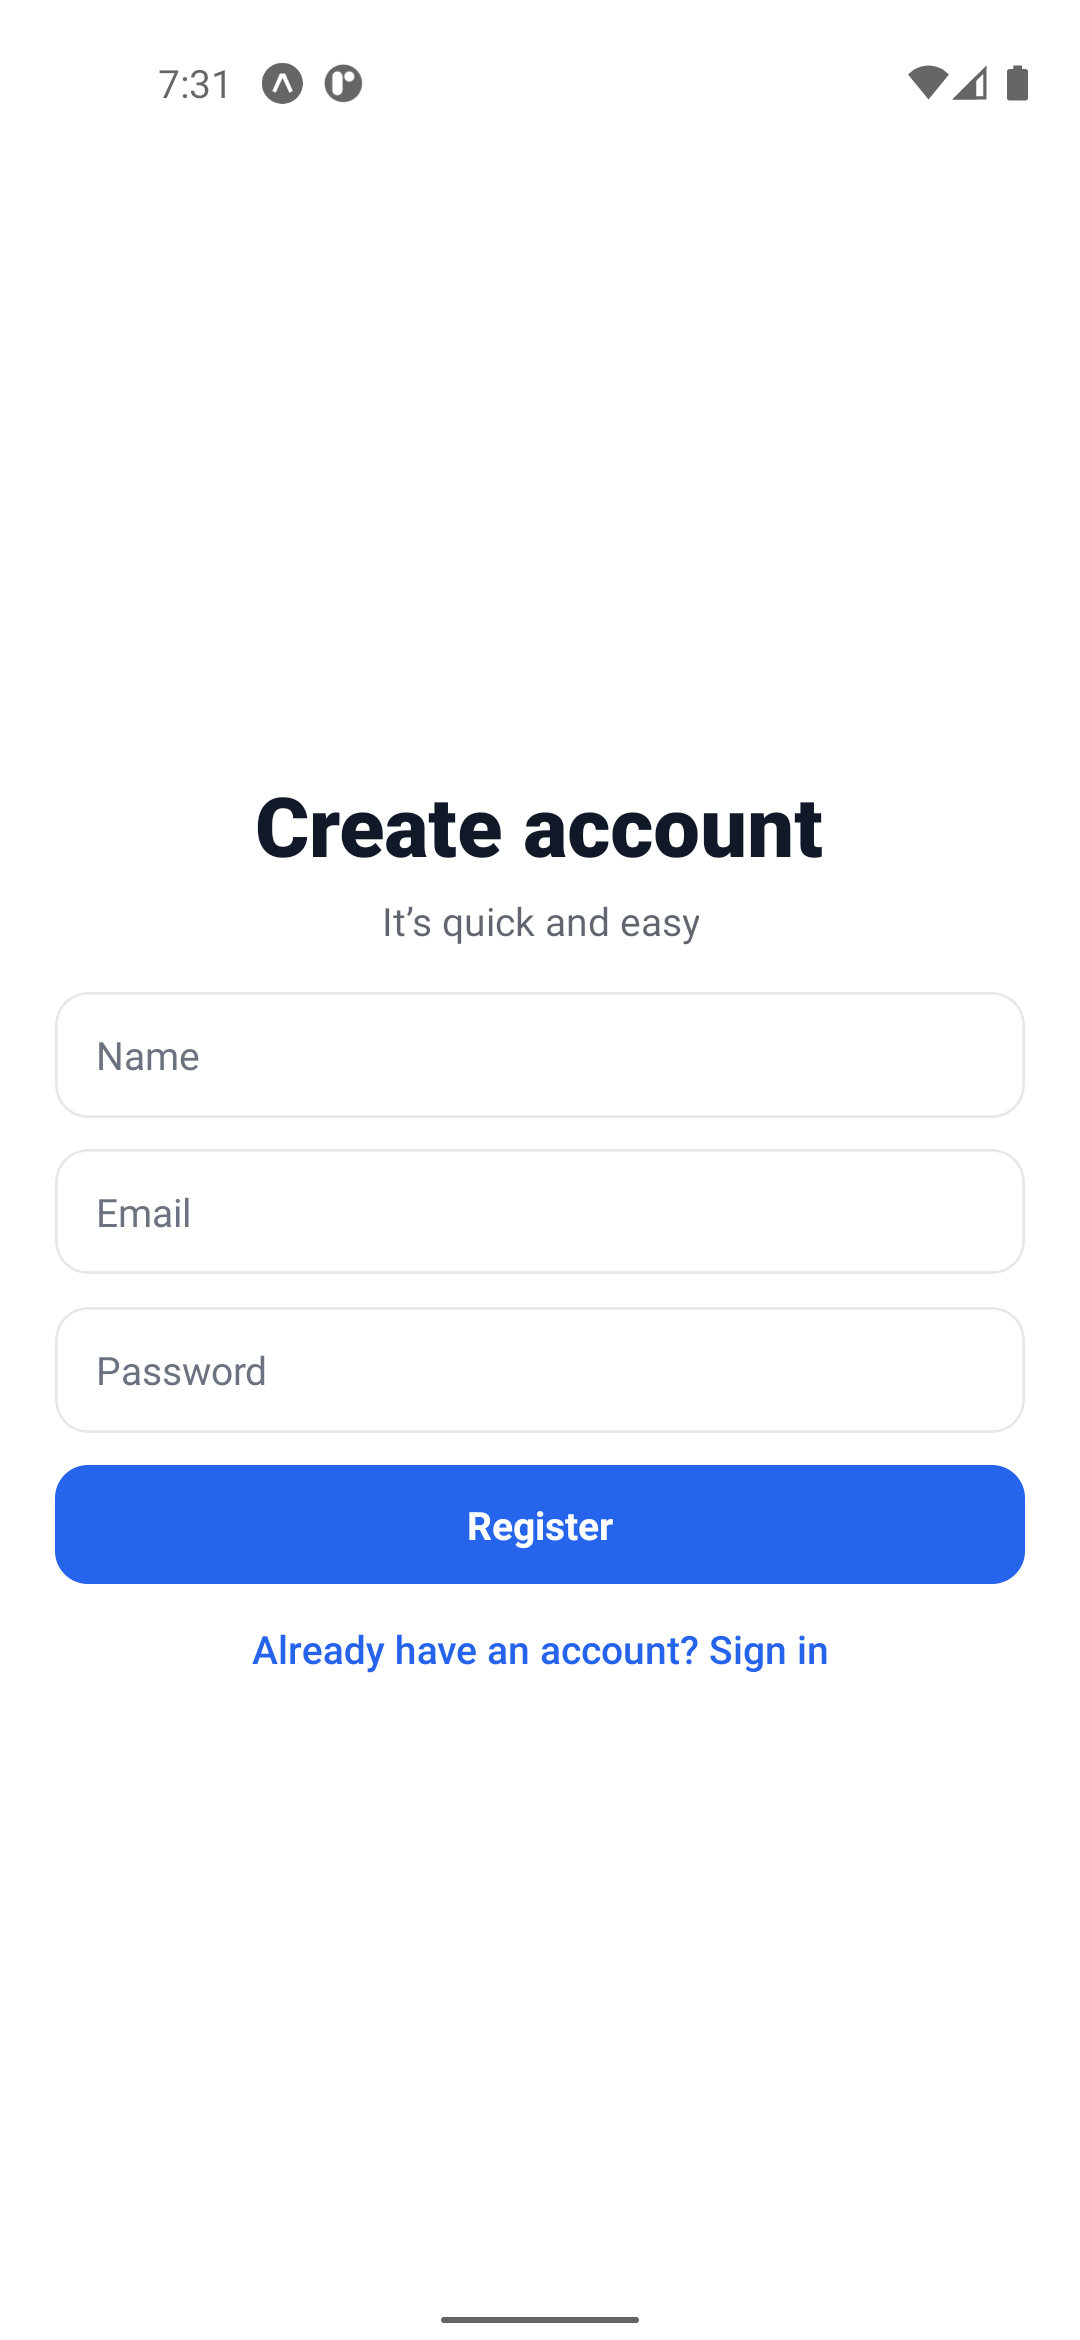 7:31
Create account
It’s quick and easy
Name
Email
Password
Register
Already have an account? Sign in